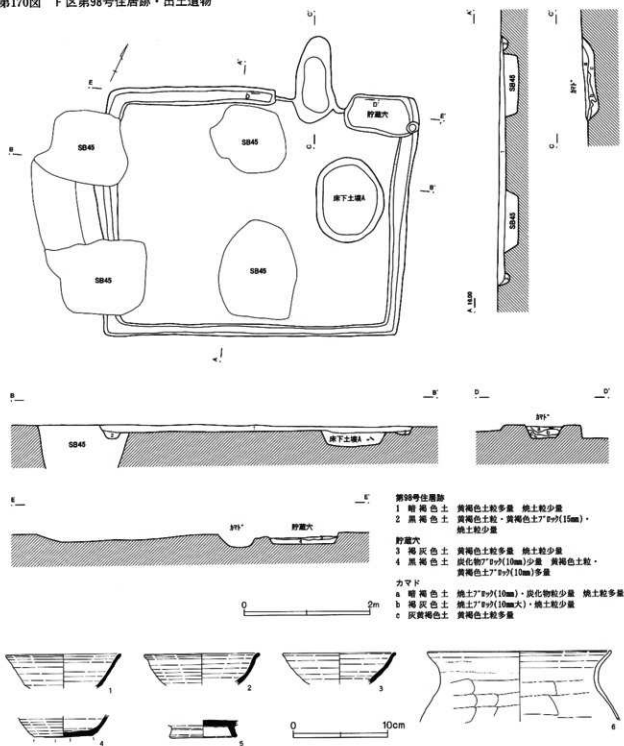 第170図 F区第98号住居跡・出土遺物
C'
A'
E
D
D'
貯蔵穴
E'
SB45
SB45
C
B
床下土壙A
B'
SB45
SB45
A
A'
SB45
SB45
A 16.00
C'
カマド
C
B
B'
SB45
床下土壙A
D
D'
カマド
E
E'
カマド
貯蔵穴
0 2m
第98号住居跡
1 暗褐色土 黄褐色土粒多量 焼土粒少量
2 黒褐色土 黄褐色土粒・黄褐色土ブロック(15mm)・
焼土粒少量
貯蔵穴
3 褐灰色土 黄褐色土粒多量 焼土粒少量
4 黒褐色土 炭化物ブロック(10mm)少量 黄褐色土粒・
黄褐色土ブロック(10mm)多量
カマド
a 暗褐色土 焼土ブロック(10mm)・炭化物粒少量 焼土粒多量
b 褐灰色土 焼土ブロック(10mm大)・焼土粒少量
c 灰黄褐色土 黄褐色土粒多量
1
2
3
4
5
6
0 10cm